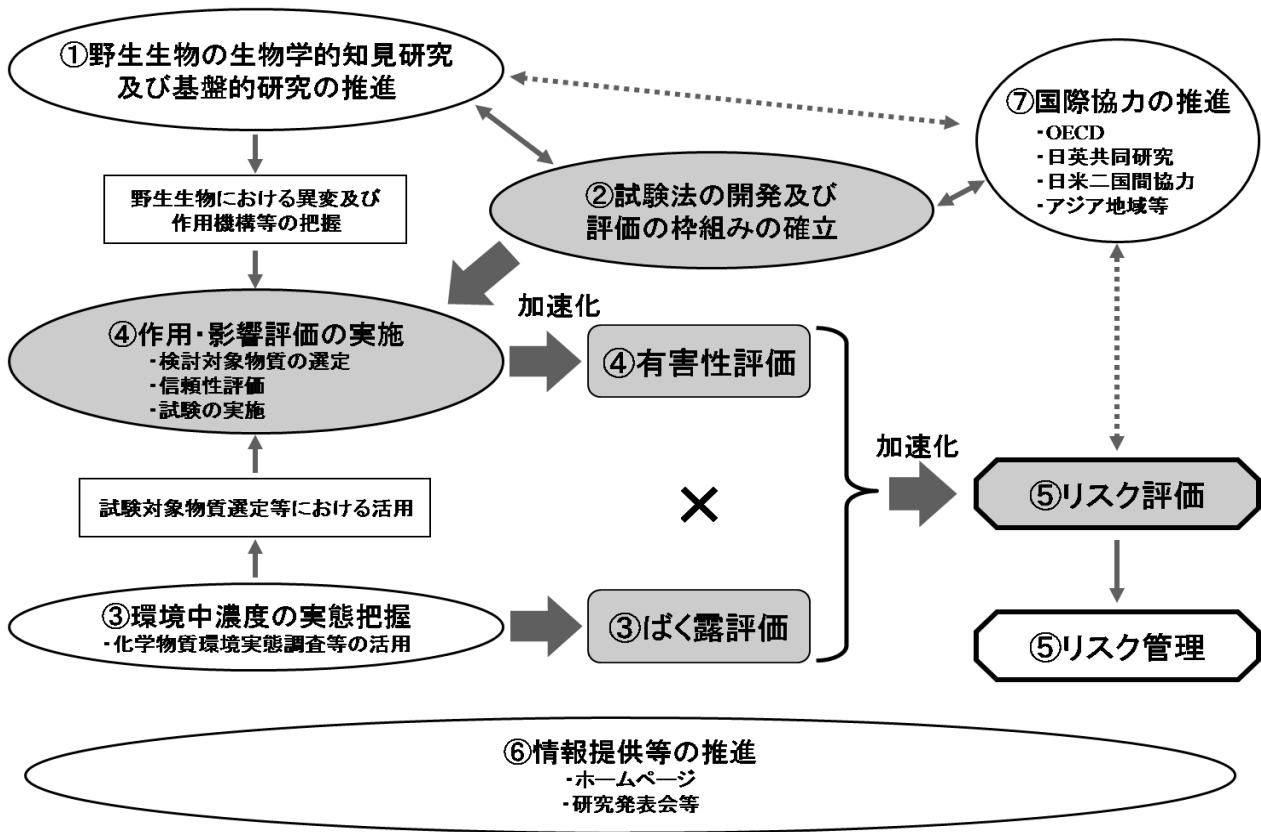 ①野生生物の生物学的知見研究
及び基盤的研究の推進
⑦国際協力の推進
・OECD
・日英共同研究
・日米二国間協力
・アジア地域等
野生生物における異変及び
作用機構等の把握
②試験法の開発及び
評価の枠組みの確立
④作用・影響評価の実施
・検討対象物質の選定
・信頼性評価
・試験の実施
加速化
④有害性評価
加速化
試験対象物質選定等における活用
×
⑤リスク評価
③環境中濃度の実態把握
・化学物質環境実態調査等の活用
③ばく露評価
⑤リスク管理
⑥情報提供等の推進
・ホームページ
・研究発表会等